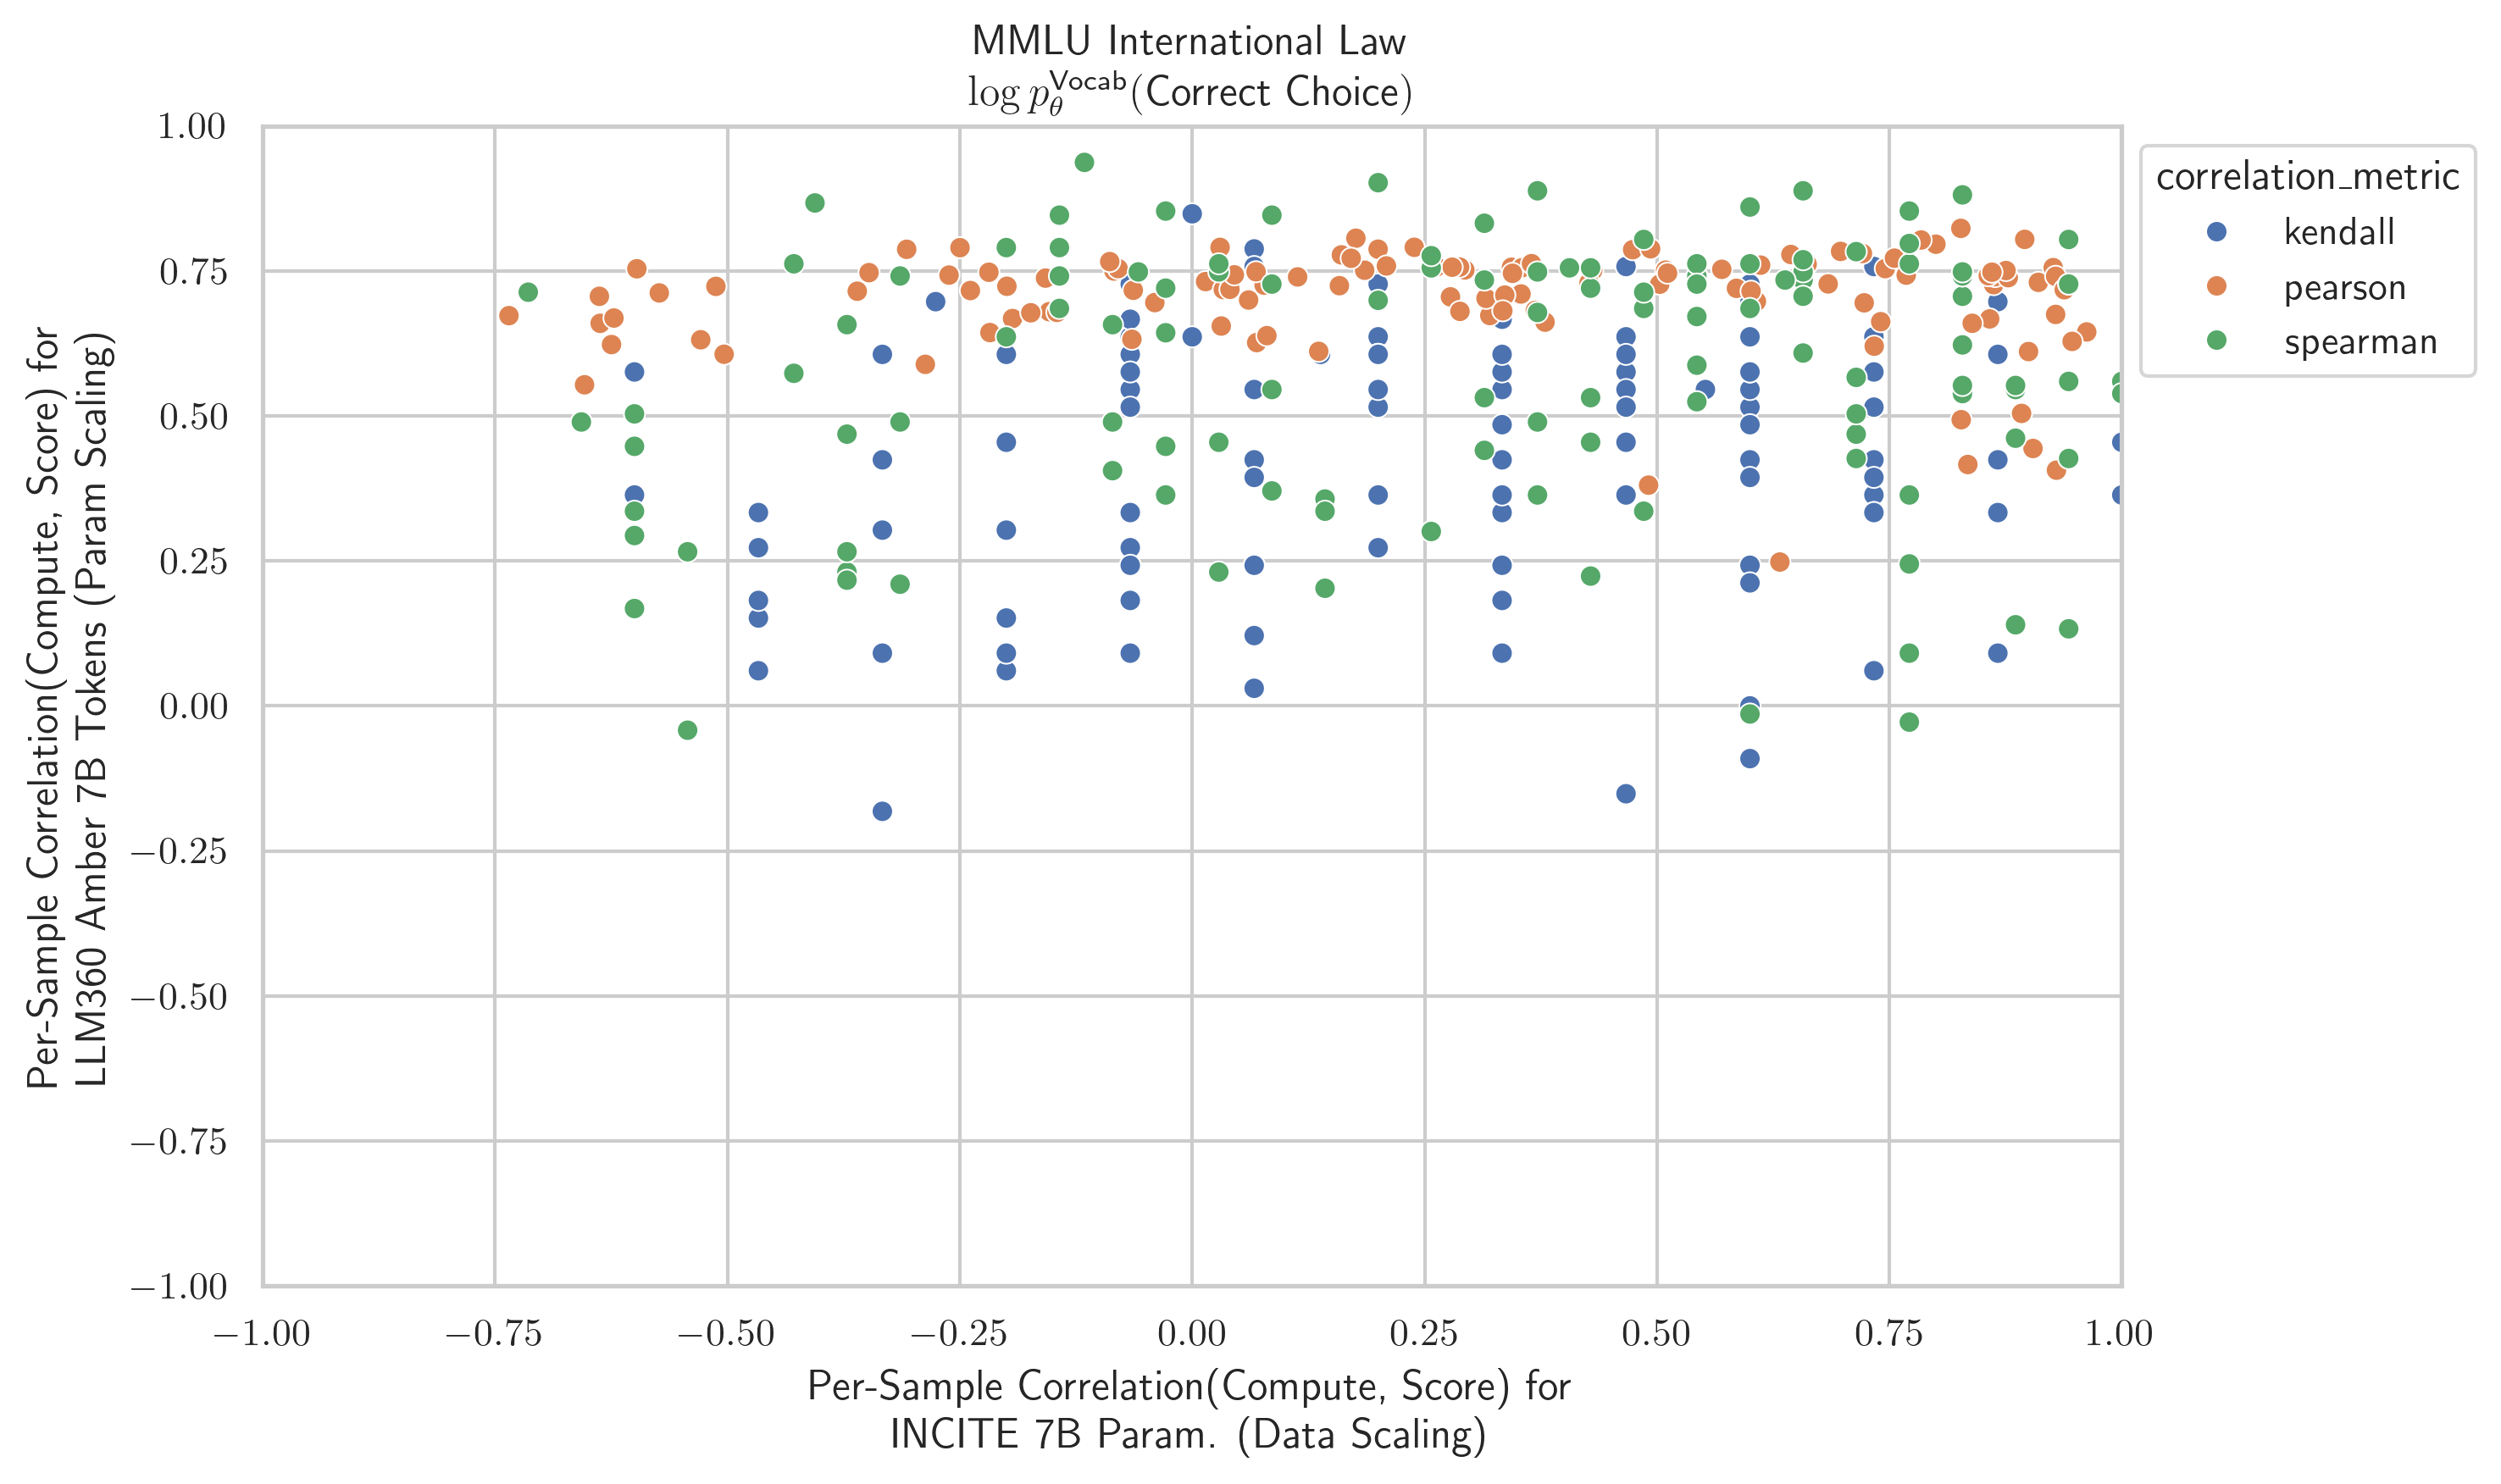 MMLU International Law
log p_θ^Vocab(Correct Choice)
Per-Sample Correlation(Compute, Score) for
LLM360 Amber 7B Tokens (Param Scaling)
1.00
0.75
0.50
0.25
0.00
−0.25
−0.50
−0.75
−1.00
correlation_metric
kendall
pearson
spearman
−1.00 −0.75 −0.50 −0.25 0.00 0.25 0.50 0.75 1.00
Per-Sample Correlation(Compute, Score) for
INCITE 7B Param. (Data Scaling)